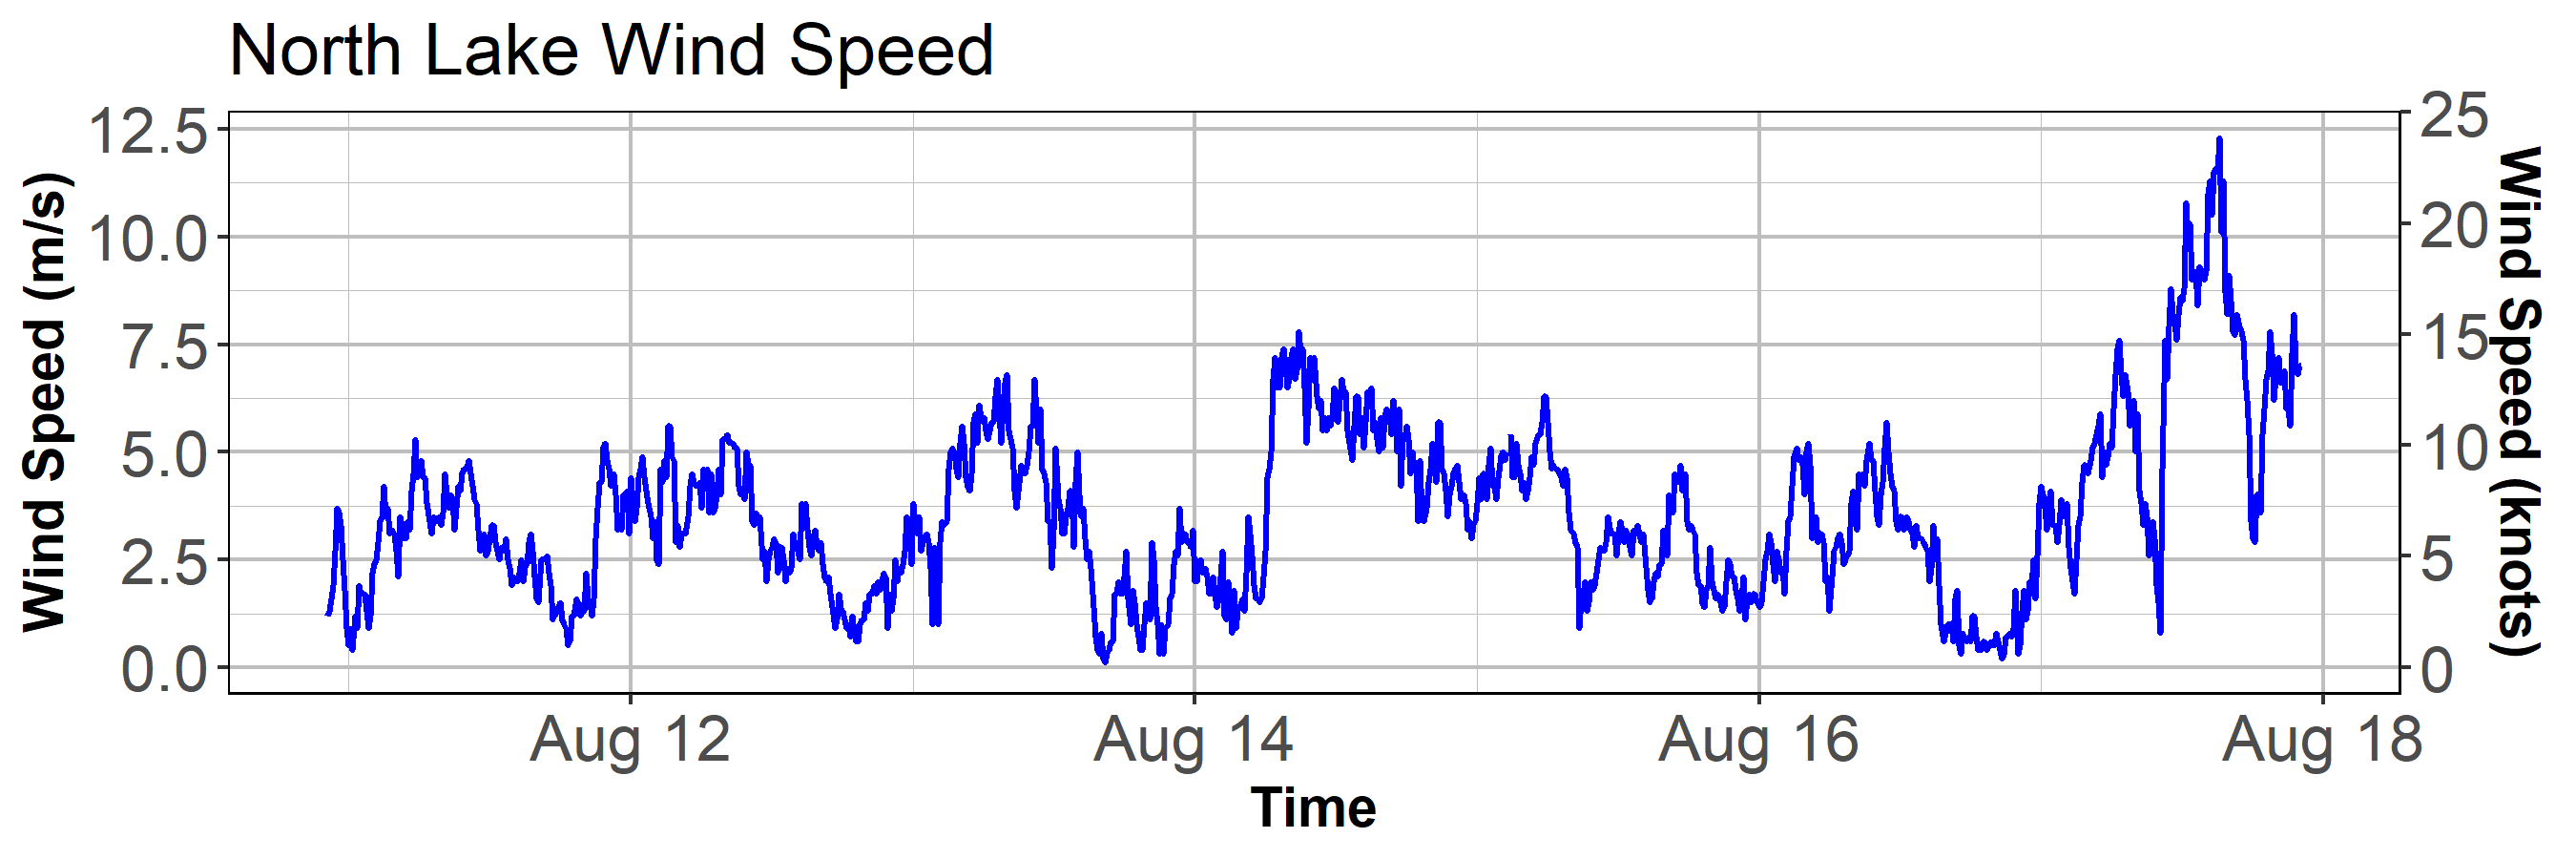 North Lake Wind Speed
Wind Speed (m/s)
12.5
10.0
7.5
5.0
2.5
0.0
25
20
15
10
5
0
Wind Speed (knots)
Aug 12 Aug 14 Aug 16 Aug 18
Time